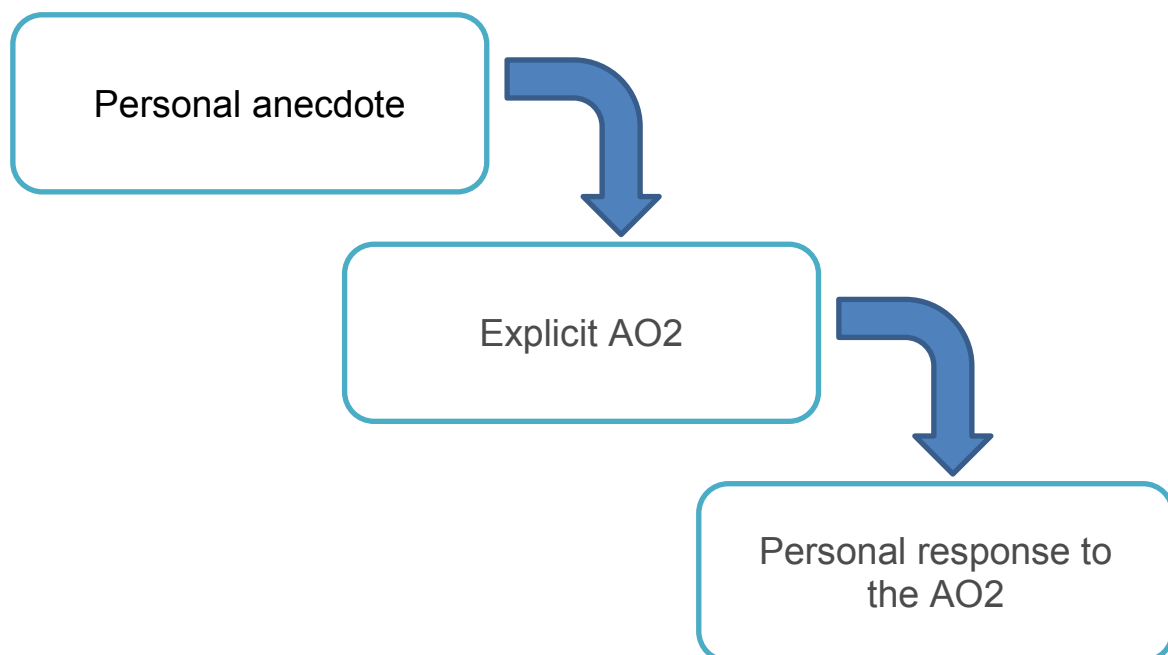 Personal anecdote
Explicit AO2
Personal response to
the AO2